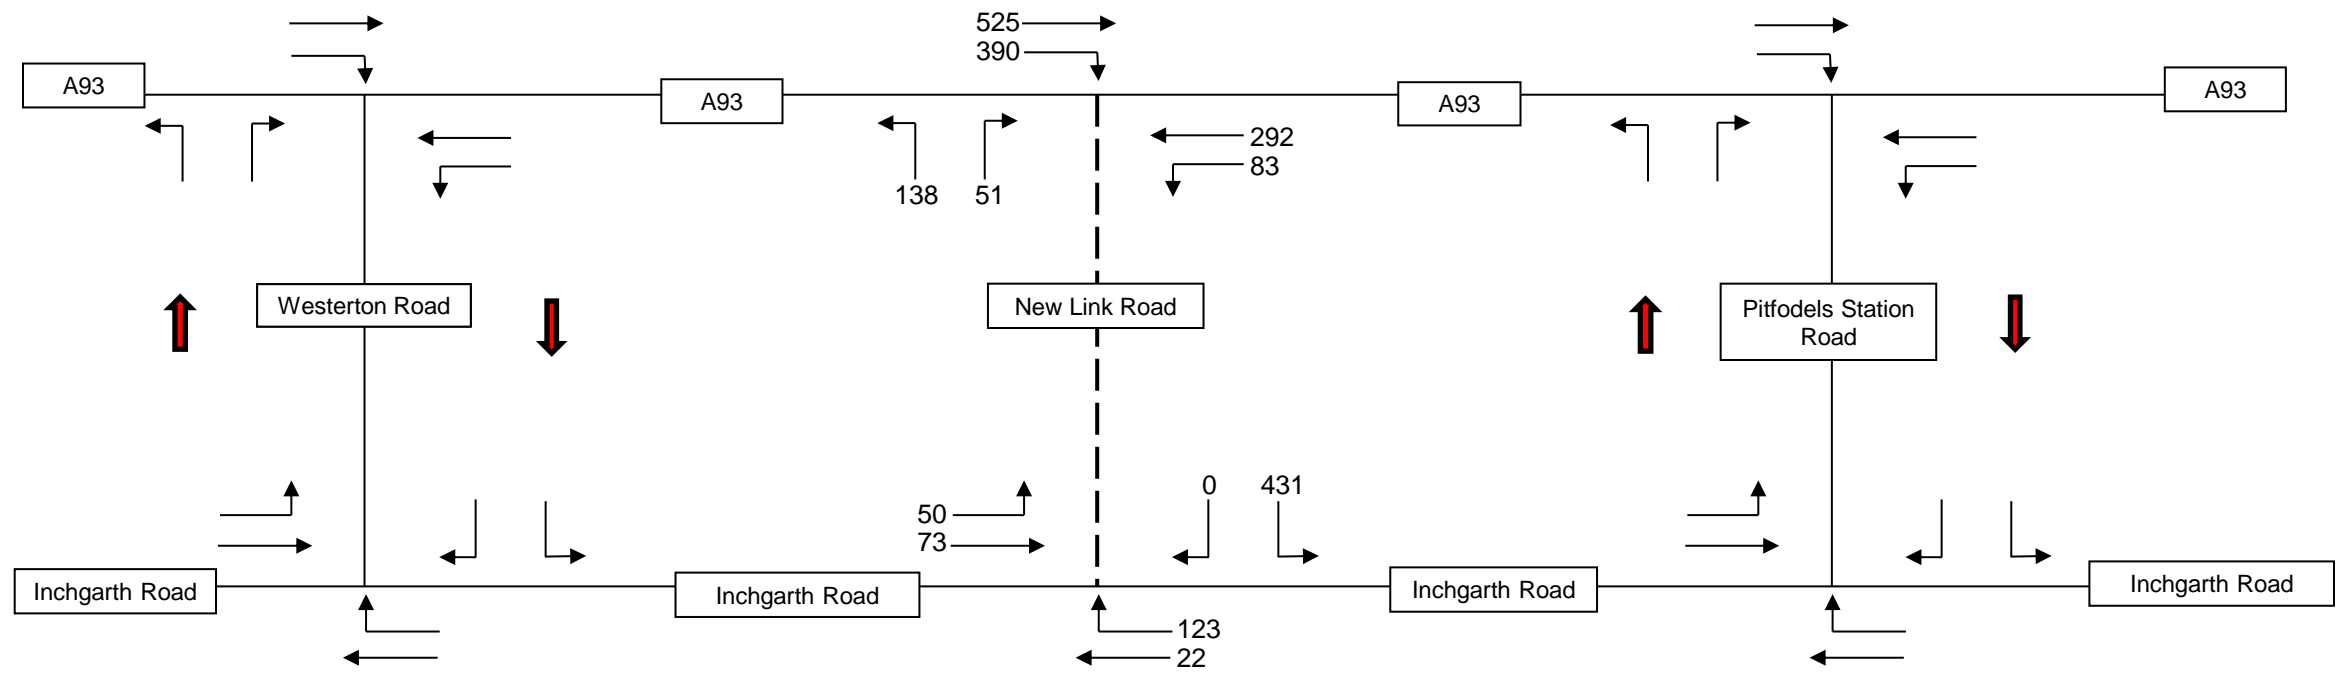 525
390
A93
A93
A93
A93
292
83
138
51
Westerton Road
New Link Road
Pitfodels Station
Road
0
431
50
73
Inchgarth Road
Inchgarth Road
Inchgarth Road
Inchgarth Road
123
22